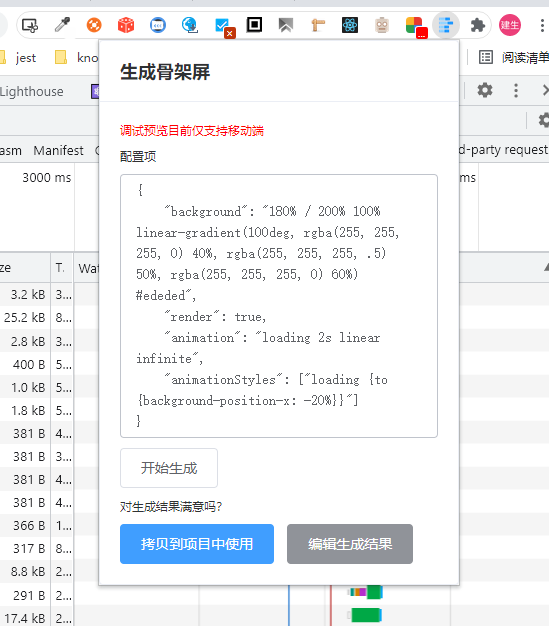 建生
jest
kno
阅读清单
生成骨架屏
Lighthouse
调试预览目前仅支持移动端
asm
Manifest
d-party request
配置项
3000 ms
ms
{
"background": "180% / 200% 100%
linear-gradient(100deg, rgba(255, 255,
255, 0) 40%, rgba(255, 255, 255, .5)
50%, rgba(255, 255, 255, 0) 60%)
#ededed",
"render": true,
"animation": "loading 2s linear
infinite",
"animationStyles": ["loading {to
{background-position-x: -20%}}"]
}
ze
T.
Wat
3.2 kB 3...
25.2 kB 8...
2.8 kB 3...
400 B 5...
1.0 kB 5...
1.8 kB 5...
381 B 4...
381 B 3...
381 B 4...
381 B 4...
366 B 1...
317 B 8...
8.8 kB 2...
291 B 2...
17.4 kB 2...
开始生成
对生成结果满意吗?
拷贝到项目中使用
编辑生成结果